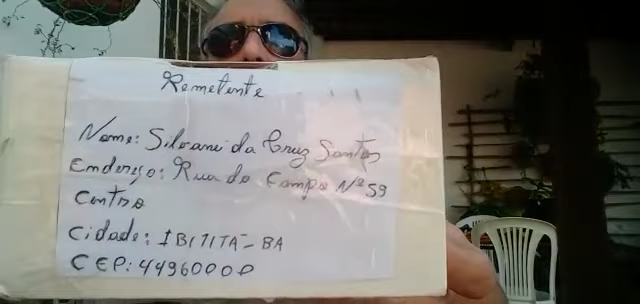 Remetente
Nome: Silvani da Cruz Santos
Endereço: Rua do Campo Nº 59
Centro
Cidade: IBITITÁ-BA
CEP: 44960000